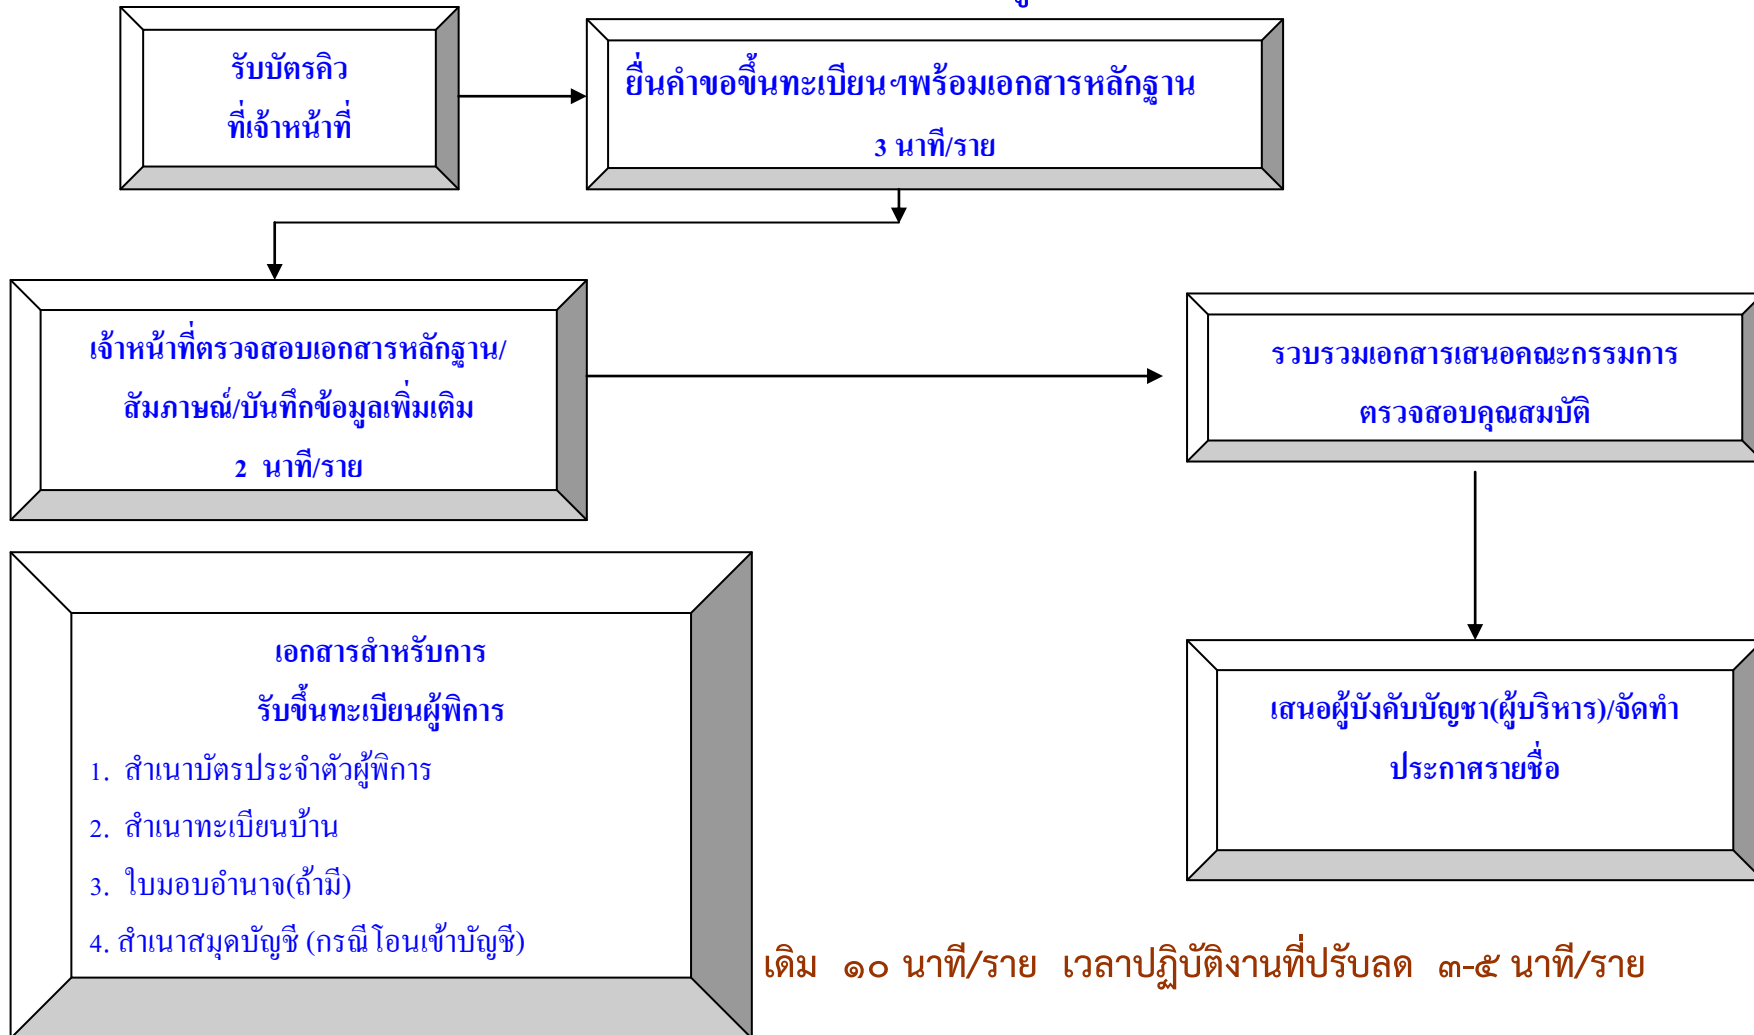 รับบัตรคิว
ที่เจ้าหน้าที่
ยื่นคำขอขึ้นทะเบียนฯพร้อมเอกสารหลักฐาน
3 นาที/ราย
เจ้าหน้าที่ตรวจสอบเอกสารหลักฐาน/
สัมภาษณ์/บันทึกข้อมูลเพิ่มเติม
2 นาที/ราย
รวบรวมเอกสารเสนอคณะกรรมการ
ตรวจสอบคุณสมบัติ
เอกสารสำหรับการ
รับขึ้นทะเบียนผู้พิการ
1. สำเนาบัตรประจำตัวผู้พิการ
2. สำเนาทะเบียนบ้าน
3. ใบมอบอำนาจ(ถ้ามี)
4. สำเนาสมุดบัญชี (กรณีโอนเข้าบัญชี)
เสนอผู้บังคับบัญชา(ผู้บริหาร)/จัดทำ
ประกาศรายชื่อ
เดิม ๑๐ นาที/ราย เวลาปฏิบัติงานที่ปรับลด ๓-๕ นาที/ราย